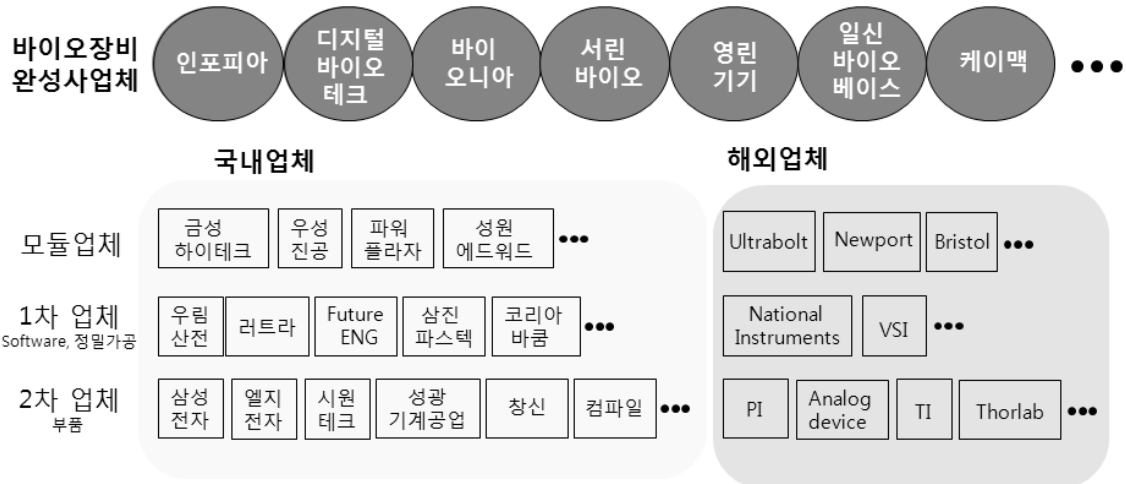 바이오장비
완성사업체
인포피아
디지털
바이오
테크
바이
오니아
서린
바이오
영린
기기
일신
바이오
베이스
케이맥
•••
국내업체
해외업체
모듈업체
금성
하이테크
우성
진공
파워
플라자
성원
에드워드
•••
Ultrabolt
Newport
Bristol
•••
1차 업체
Software, 정밀가공
우림
산전
러트라
Future
ENG
삼진
파스텍
코리아
바쿰
•••
National
Instruments
VSI
•••
2차 업체
부품
삼성
전자
엘지
전자
시원
테크
성광
기계공업
창신
컴파일
•••
PI
Analog
device
TI
Thorlab
•••